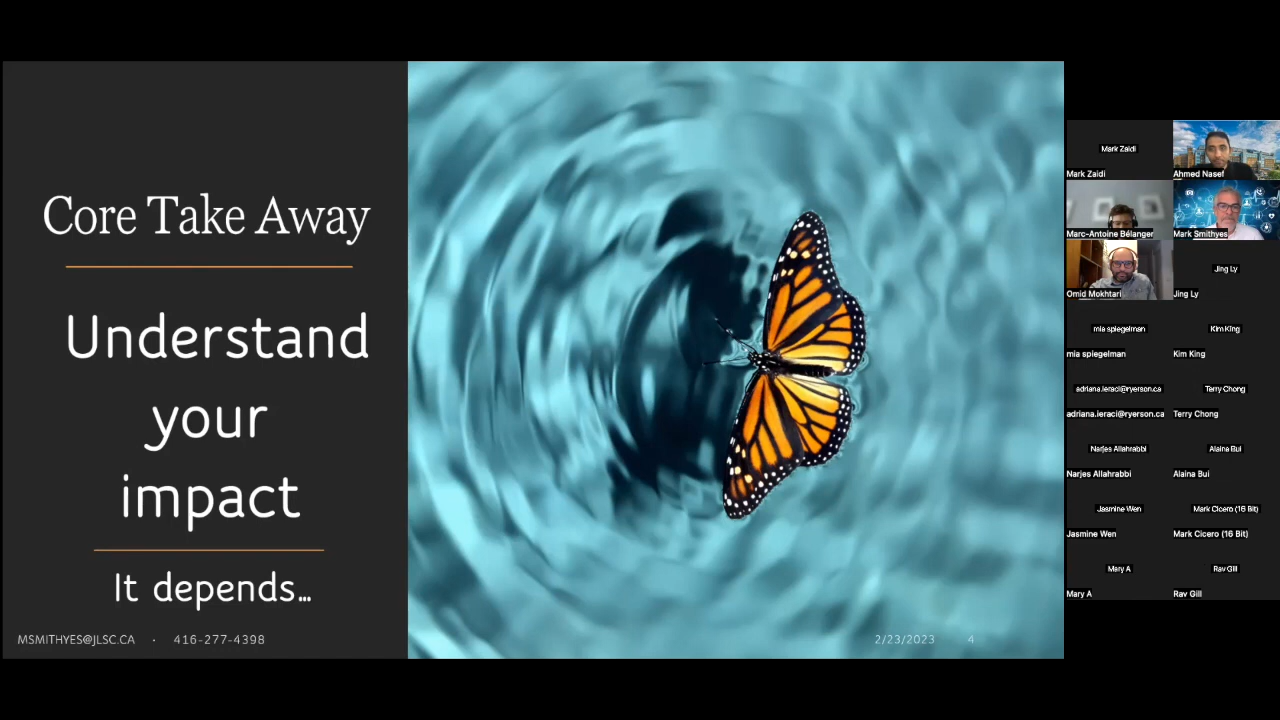 Core Take Away
Understand
your
impact
It depends...
MSMITHYES@JLSC.CA · 416-277-4398
2/23/2023 4
Mark Zaidi
Mark Zaidi
Ahmed Nasef
Marc-Antoine Bélanger
Mark Smithyes
Omid Mokhtari
Jing Ly
Jing Ly
mia spiegelman
mia spiegelman
Kim King
Kim King
adriana.ieraci@ryerson.ca
adriana.ieraci@ryerson.ca
Terry Chong
Terry Chong
Narjes Allahrabbi
Narjes Allahrabbi
Alaina Bui
Alaina Bui
Jasmine Wen
Jasmine Wen
Mark Cicero (16 Bit)
Mark Cicero (16 Bit)
Mary A
Mary A
Rav Gill
Rav Gill